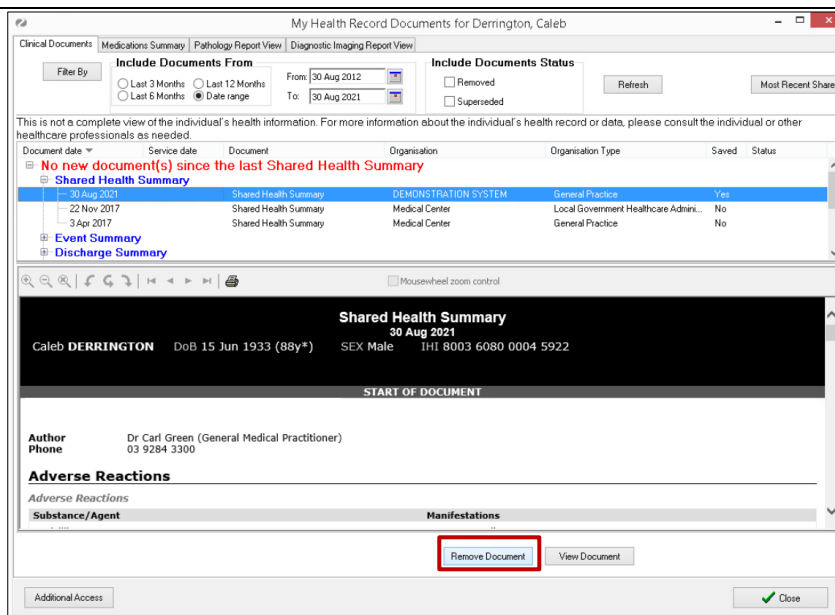 My Health Record Documents for Derrington, Caleb
Clinical Documents Medications Summary Pathology Report View Diagnostic Imaging Report View
Include Documents From Include Documents Status
Filter By Last 3 Months Last 12 Months From: 30 Aug 2012 Removed Refresh Most Recent Share
Last 6 Months Date range To: 30 Aug 2021 Superseded
This is not a complete view of the individual's health information. For more information about the individual's health record or data, please consult the individual or other
healthcare professionals as needed.
Document date Service date Document Organisation Organisation Type Saved Status
No new document(s) since the last Shared Health Summary
Shared Health Summary
30 Aug 2021 Shared Health Summary DEMONSTRATION SYSTEM General Practice Yes
22 Nov 2017 Shared Health Summary Medical Center Local Government Healthcare Admini... No
3 Apr 2017 Shared Health Summary Medical Center General Practice No
Event Summary
Discharge Summary
Mousewheel zoom control
Shared Health Summary
30 Aug 2021
Caleb DERRINGTON DoB 15 Jun 1933 (88y*) SEX Male IHI 8003 6080 0004 5922
START OF DOCUMENT
Author Dr Carl Green (General Medical Practitioner)
Phone 03 9284 3300
Adverse Reactions
Adverse Reactions
Substance/Agent Manifestations
Remove Document View Document
Additional Access Close